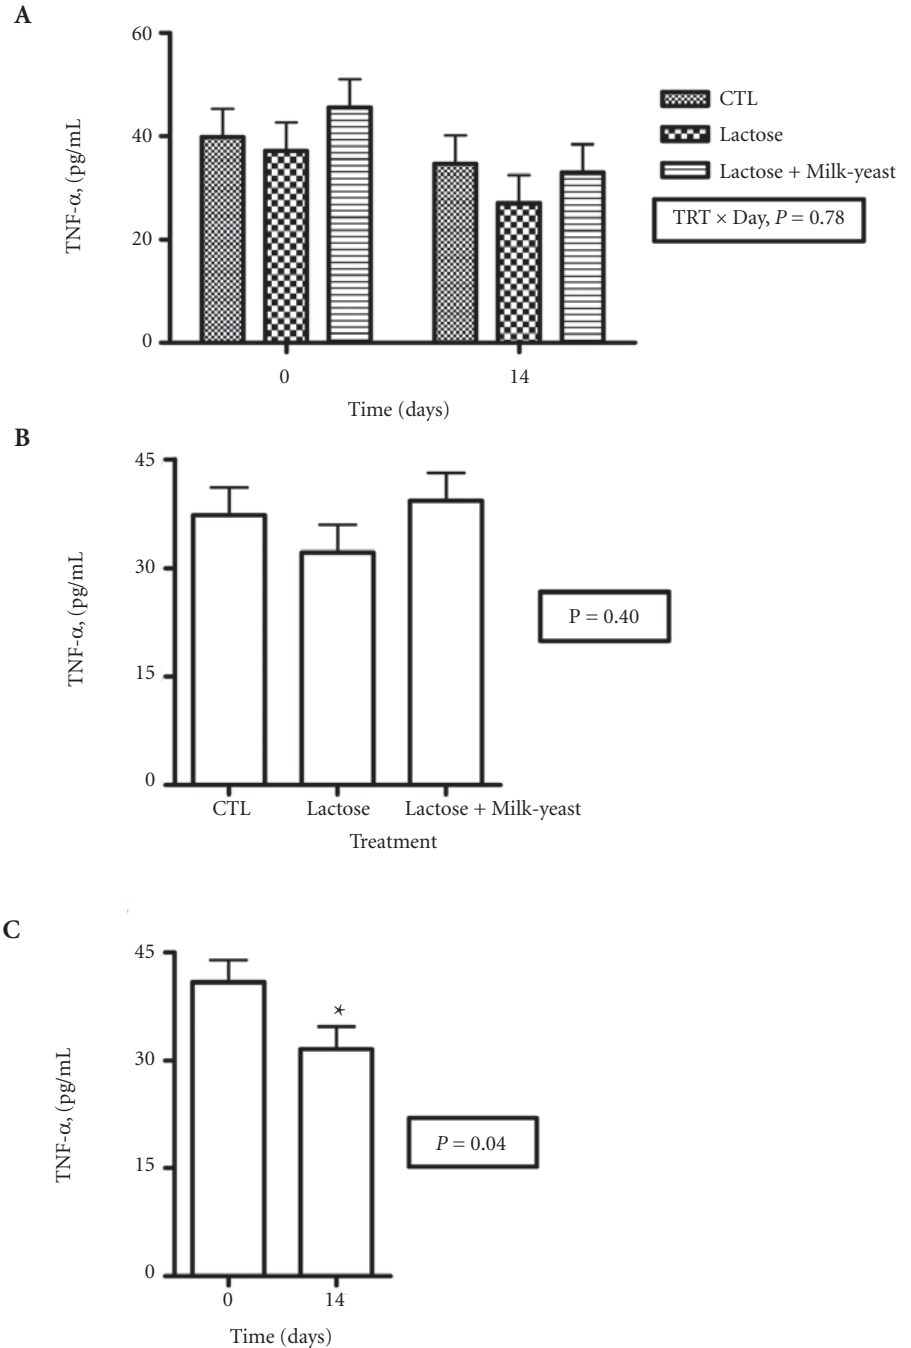 A
60
40
20
0
TNF-α, (pg/mL
0
14
Time (days)
CTL
Lactose
Lactose + Milk-yeast
TRT × Day, P = 0.78
B
45
30
15
0
TNF-α, (pg/mL
CTL
Lactose
Lactose + Milk-yeast
Treatment
P = 0.40
C
45
30
15
0
TNF-α, (pg/mL
*
0
14
Time (days)
P = 0.04